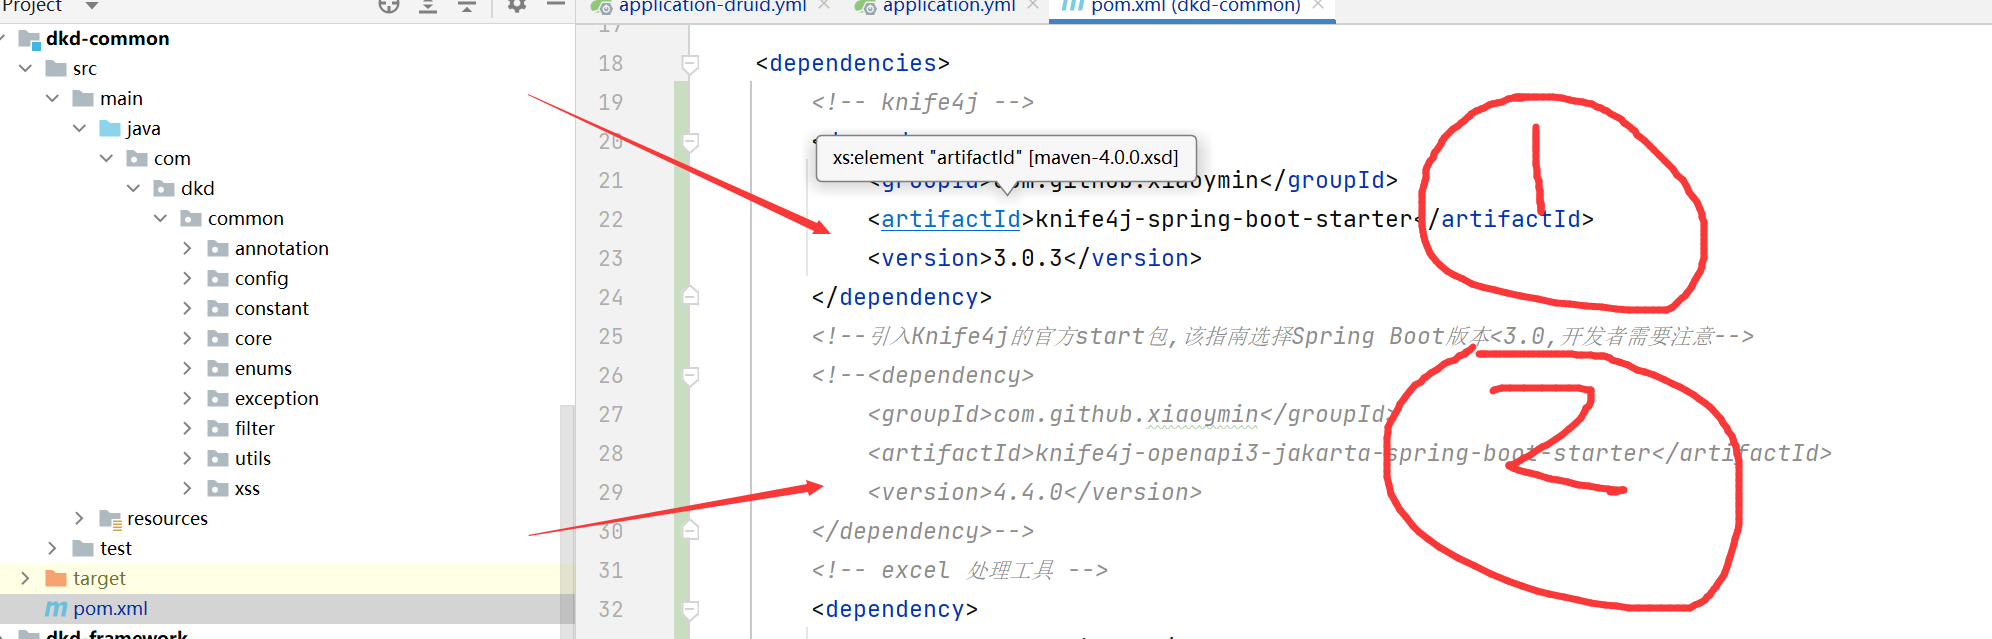 Project
application-druid.yml
application.yml
pom.xml (dkd-common)
dkd-common
src
main
java
com
dkd
common
annotation
config
constant
core
enums
exception
filter
utils
xss
resources
test
target
pom.xml
dkd-framework
17
18 <dependencies>
19 <!-- knife4j -->
20
xs:element "artifactId" [maven-4.0.0.xsd]
21 <groupId>com.github.xiaoymin</groupId>
22 <artifactId>knife4j-spring-boot-starter</artifactId>
23 <version>3.0.3</version>
24 </dependency>
25 <!--引入Knife4j的官方start包,该指南选择Spring Boot版本<3.0,开发者需要注意-->
26 <!--<dependency>
27 <groupId>com.github.xiaoymin</groupId>
28 <artifactId>knife4j-openapi3-jakarta-spring-boot-starter</artifactId>
29 <version>4.4.0</version>
30 </dependency>-->
31 <!-- excel 处理工具 -->
32 <dependency>
1
2